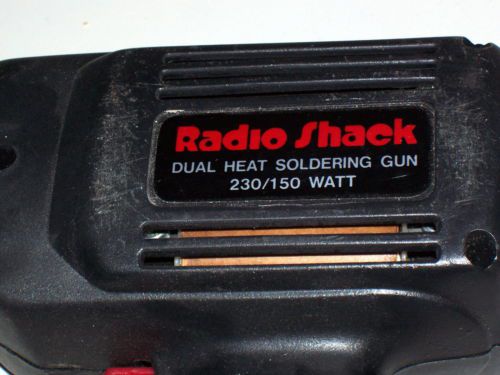 Radio Shack
DUAL HEAT SOLDERING GUN
230/150 WATT